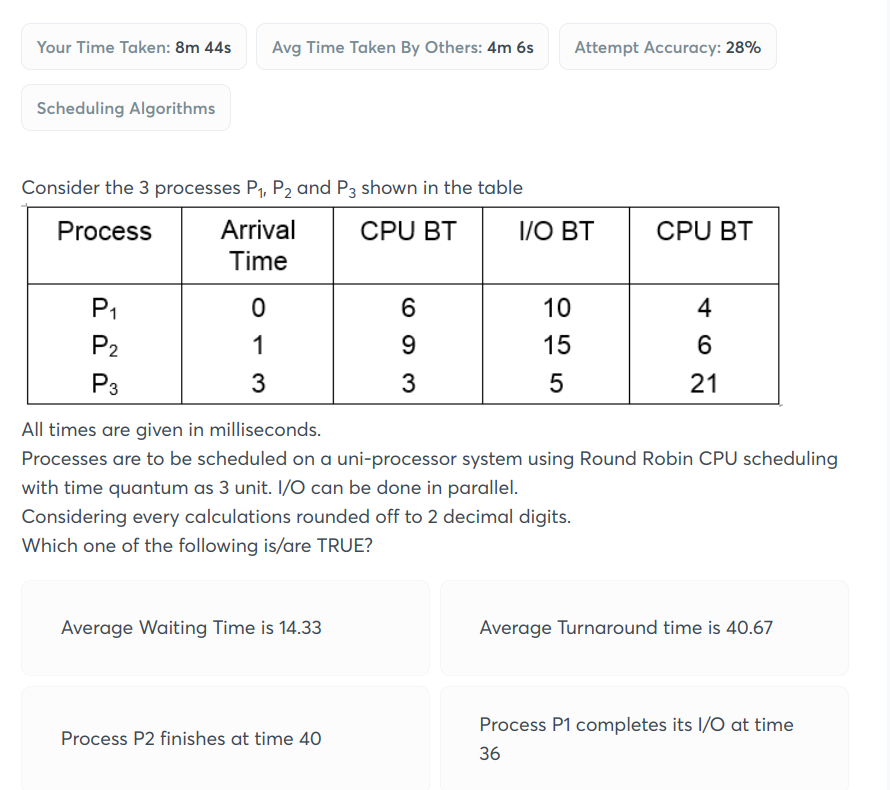 Your Time Taken: 8m 44s Avg Time Taken By Others: 4m 6s Attempt Accuracy: 28%
Scheduling Algorithms
Consider the 3 processes P₁, P₂ and P₃ shown in the table
Process Arrival Time CPU BT I/O BT CPU BT
P₁ 0 6 10 4
P₂ 1 9 15 6
P₃ 3 3 5 21
All times are given in milliseconds.
Processes are to be scheduled on a uni-processor system using Round Robin CPU scheduling
with time quantum as 3 unit. I/O can be done in parallel.
Considering every calculations rounded off to 2 decimal digits.
Which one of the following is/are TRUE?
Average Waiting Time is 14.33
Average Turnaround time is 40.67
Process P2 finishes at time 40
Process P1 completes its I/O at time
36